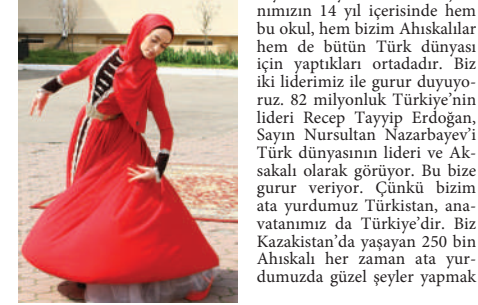 nımızın 14 yıl içerisinde hem
bu okul, hem bizim Ahıskalılar
hem de bütün Türk dünyası
için yaptıkları ortadadır. Biz
iki liderimiz ile gurur duyuyo-
ruz. 82 milyonluk Türkiye’nin
lideri Recep Tayyip Erdoğan,
Sayın Nursultan Nazarbayev’i
Türk dünyasının lideri ve Ak-
sakalı olarak görüyor. Bu bize
gurur veriyor. Çünkü bizim
ata yurdumuz Türkistan, ana-
vatanımız da Türkiye’dir. Biz
Kazakistan’da yaşayan 250 bin
Ahıskalı her zaman ata yur-
dumuzda güzel şeyler yapmak